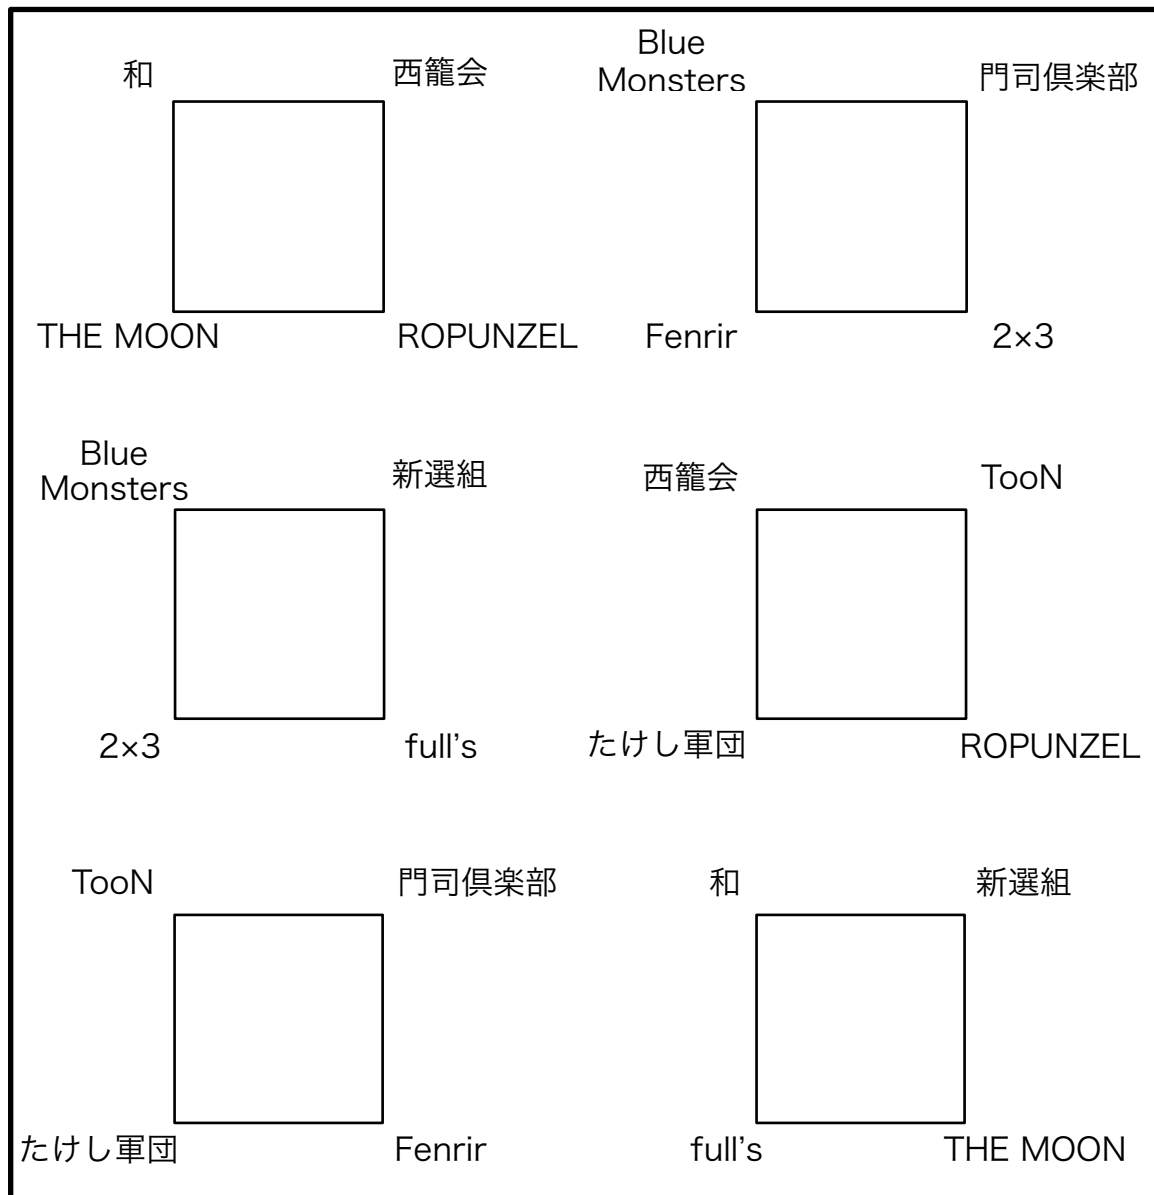 和
西籠会
Blue
Monsters
門司倶楽部
THE MOON
ROPUNZEL
Fenrir
2×3
Blue
Monsters
新選組
西籠会
TooN
2×3
full's
たけし軍団
ROPUNZEL
TooN
門司倶楽部
和
新選組
たけし軍団
Fenrir
full's
THE MOON